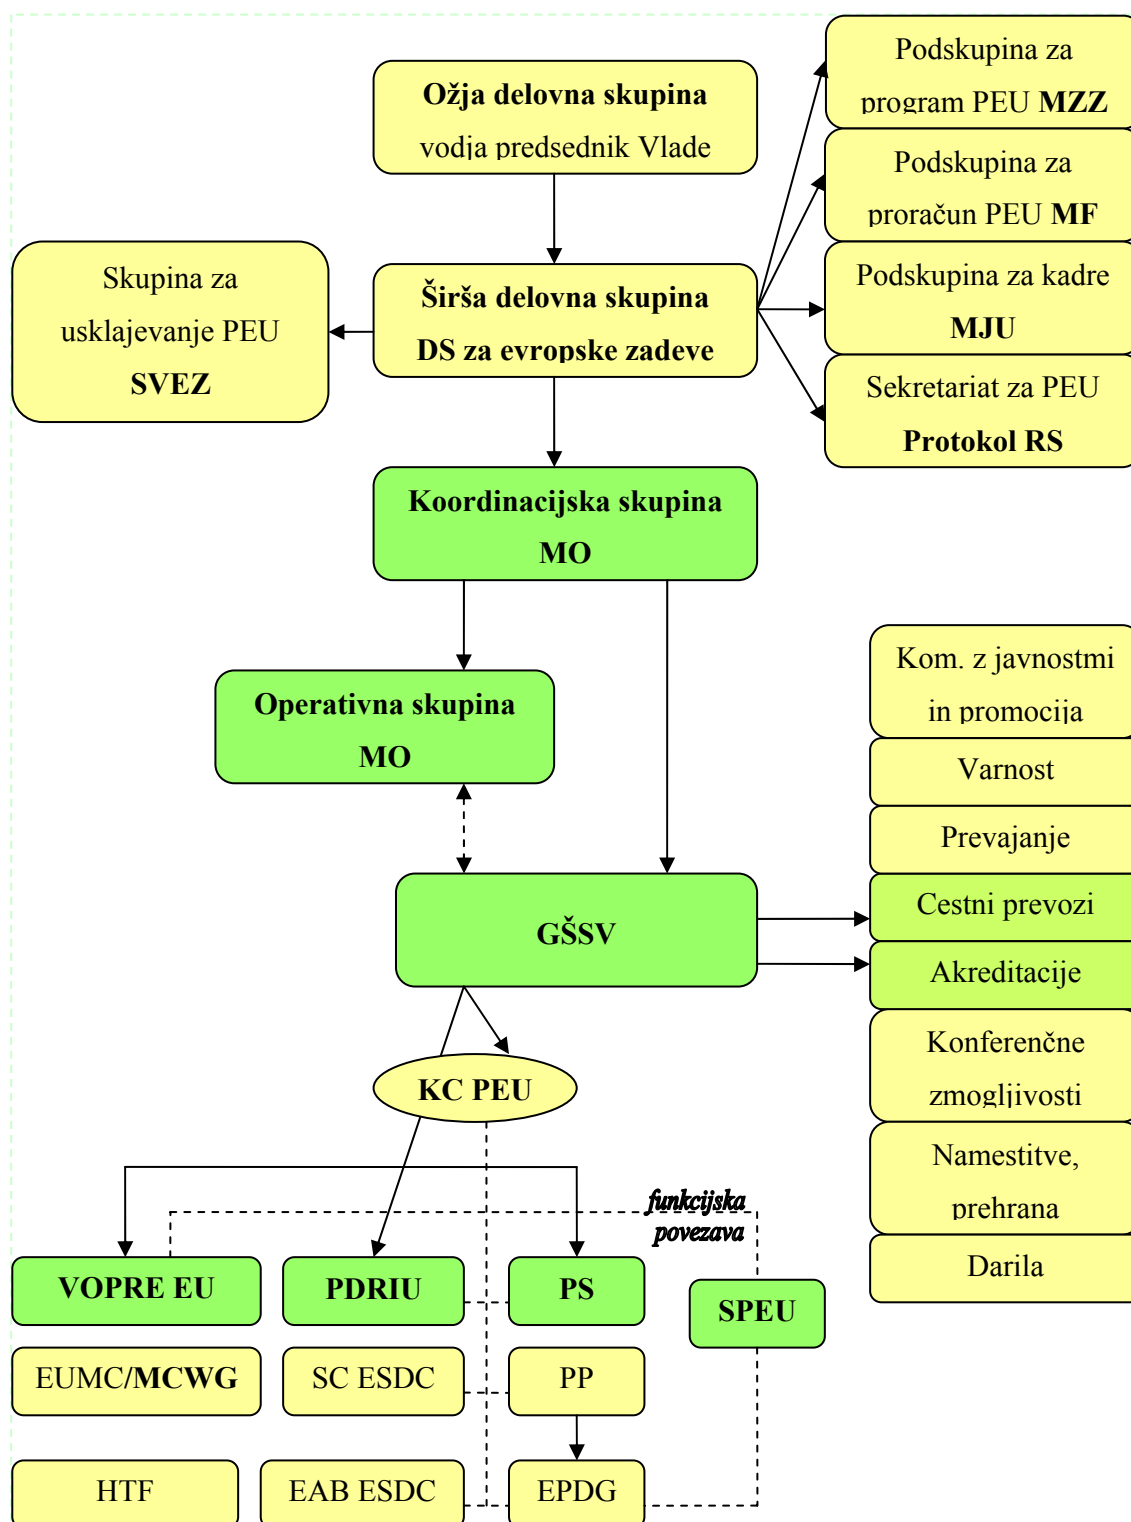 Ožja delovna skupina
vodja predsednik Vlade
Podskupina za
program PEU MZZ
Podskupina za
proračun PEU MF
Podskupina za kadre
MJU
Sekretariat za PEU
Protokol RS
Skupina za
usklajevanje PEU
SVEZ
Širša delovna skupina
DS za evropske zadeve
Koordinacijska skupina
MO
Operativna skupina
MO
GŠSV
Kom. z javnostmi
in promocija
Varnost
Prevajanje
Cestni prevozi
Akreditacije
Konferenčne
zmogljivosti
Namestitve,
prehrana
Darila
KC PEU
funkcijska
povezava
VOPRE EU
PDRIU
PS
SPEU
EUMC/MCWG
SC ESDC
PP
HTF
EAB ESDC
EPDG